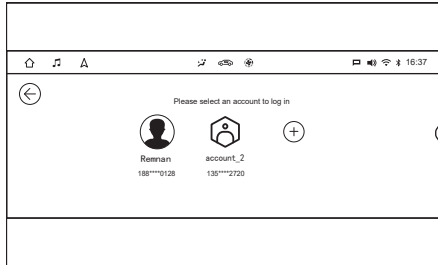 16:37
Please select an account to log in
Remnan account_2
188****0128 135****2720